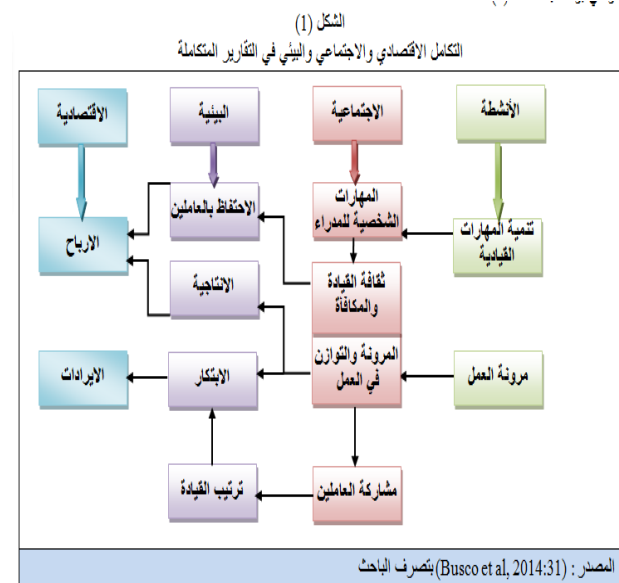 الشكل (1)
التكامل الاقتصادي والاجتماعي والبيئي في التقارير المتكاملة
الأنشطة
الاجتماعية
البيئية
الاقتصادية
تنمية المهارات
القيادية
المهارات
الشخصية للمدراء
الاحتفاظ بالعاملين
الارباح
ثقافة القيادة
والمكافأة
الانتاجية
مرونة العمل
المرونة والتوازن
في العمل
الابتكار
الايرادات
مشاركة العاملين
ترتيب القيادة
المصدر : (Busco et al, 2014:31) بتصرف الباحث